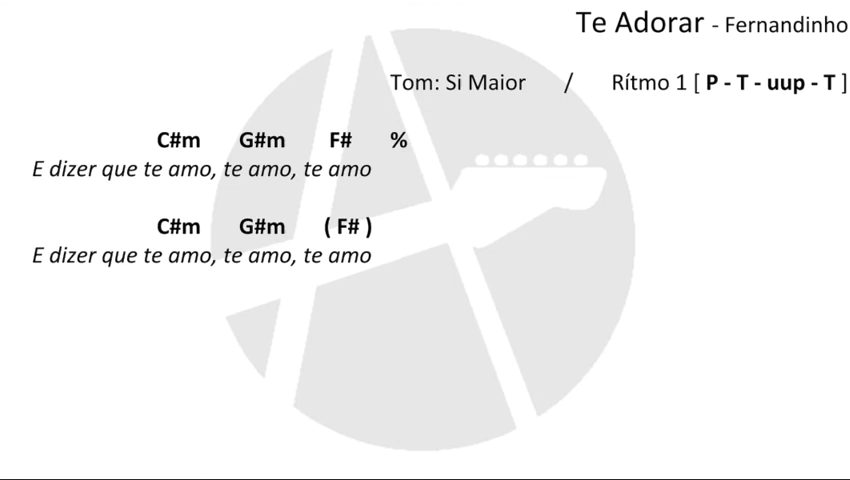 Te Adorar - Fernandinho
Tom: Si Maior / Rítmo 1 [ P - T - uup - T ]
C#m G#m F# %
E dizer que te amo, te amo, te amo
C#m G#m ( F# )
E dizer que te amo, te amo, te amo